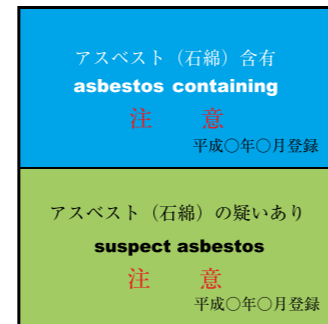 アスベスト（石綿）含有
asbestos containing
注　意
平成○年○月登録
アスベスト（石綿）の疑いあり
suspect asbestos
注　意
平成○年○月登録